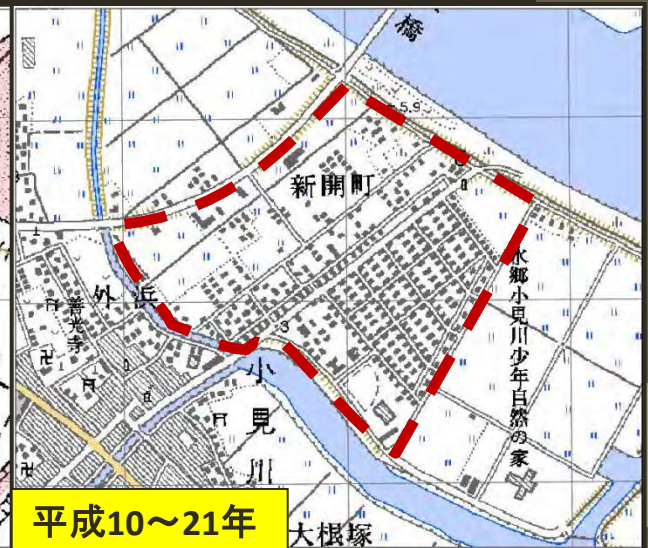 橋
5.9
新開町
水郷小見川少年自然の家
外浜
善光寺
3
小見川
大根塚
平成10～21年